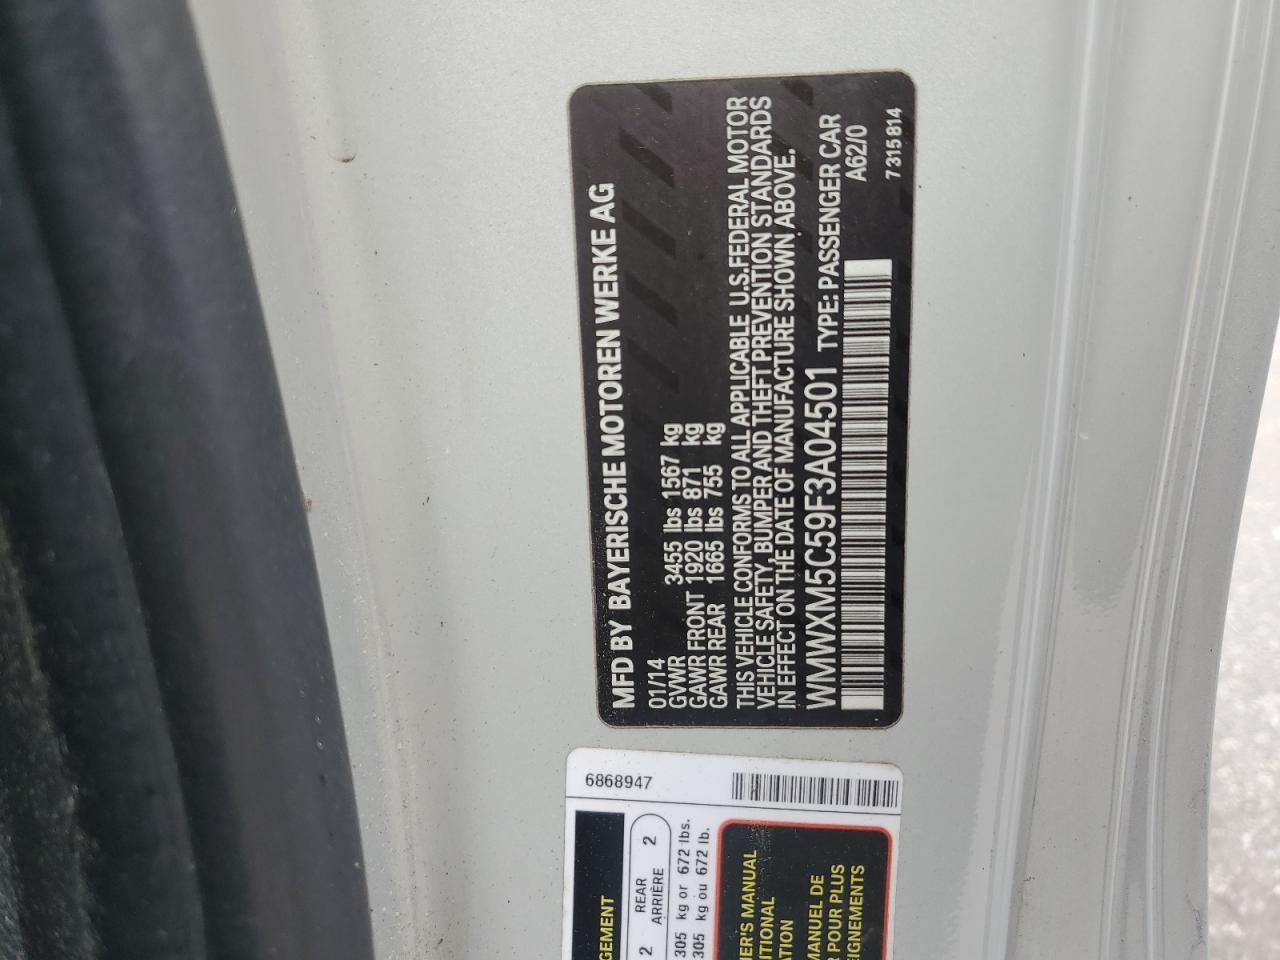 MFD BY BAYERISCHE MOTOREN WERKE AG
01/14
GVWR 3455 lbs 1567 kg
GAWR FRONT 1920 lbs 871 kg
GAWR REAR 1665 lbs 755 kg
THIS VEHICLE CONFORMS TO ALL APPLICABLE U.S.FEDERAL MOTOR
VEHICLE SAFETY, BUMPER AND THEFT PREVENTION STANDARDS
IN EFFECT ON THE DATE OF MANUFACTURE SHOWN ABOVE.
WMWXM5C59F3A04501 TYPE: PASSENGER CAR
A62/0
7315814
6868947
GEMENT
2 REAR 2
ARRIÈRE
305 kg or 672 lbs.
305 kg ou 672 lb.
ER'S MANUAL
ITIONAL
ATION
MANUEL DE
R POUR PLUS
EIGNEMENTS